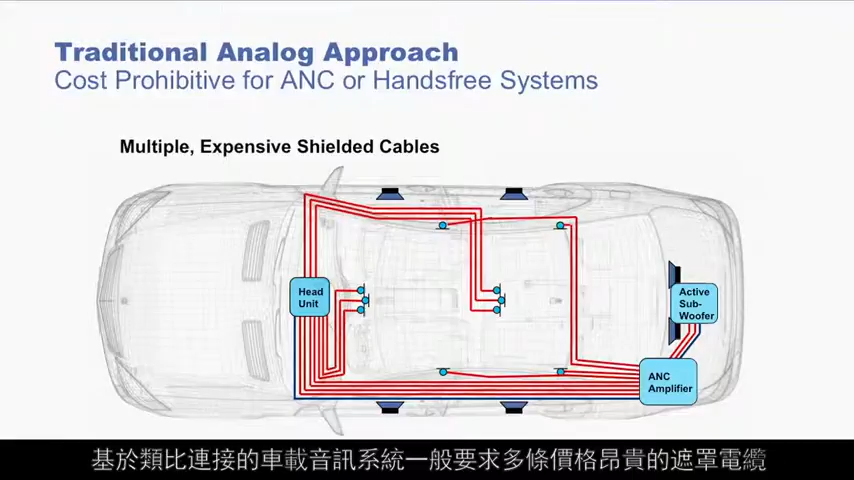 Traditional Analog Approach
Cost Prohibitive for ANC or Handsfree Systems
Multiple, Expensive Shielded Cables
Head
Unit
Active
Sub-
Woofer
ANC
Amplifier
基於類比連接的車載音訊系統一般要求多條價格昂貴的遮罩電纜